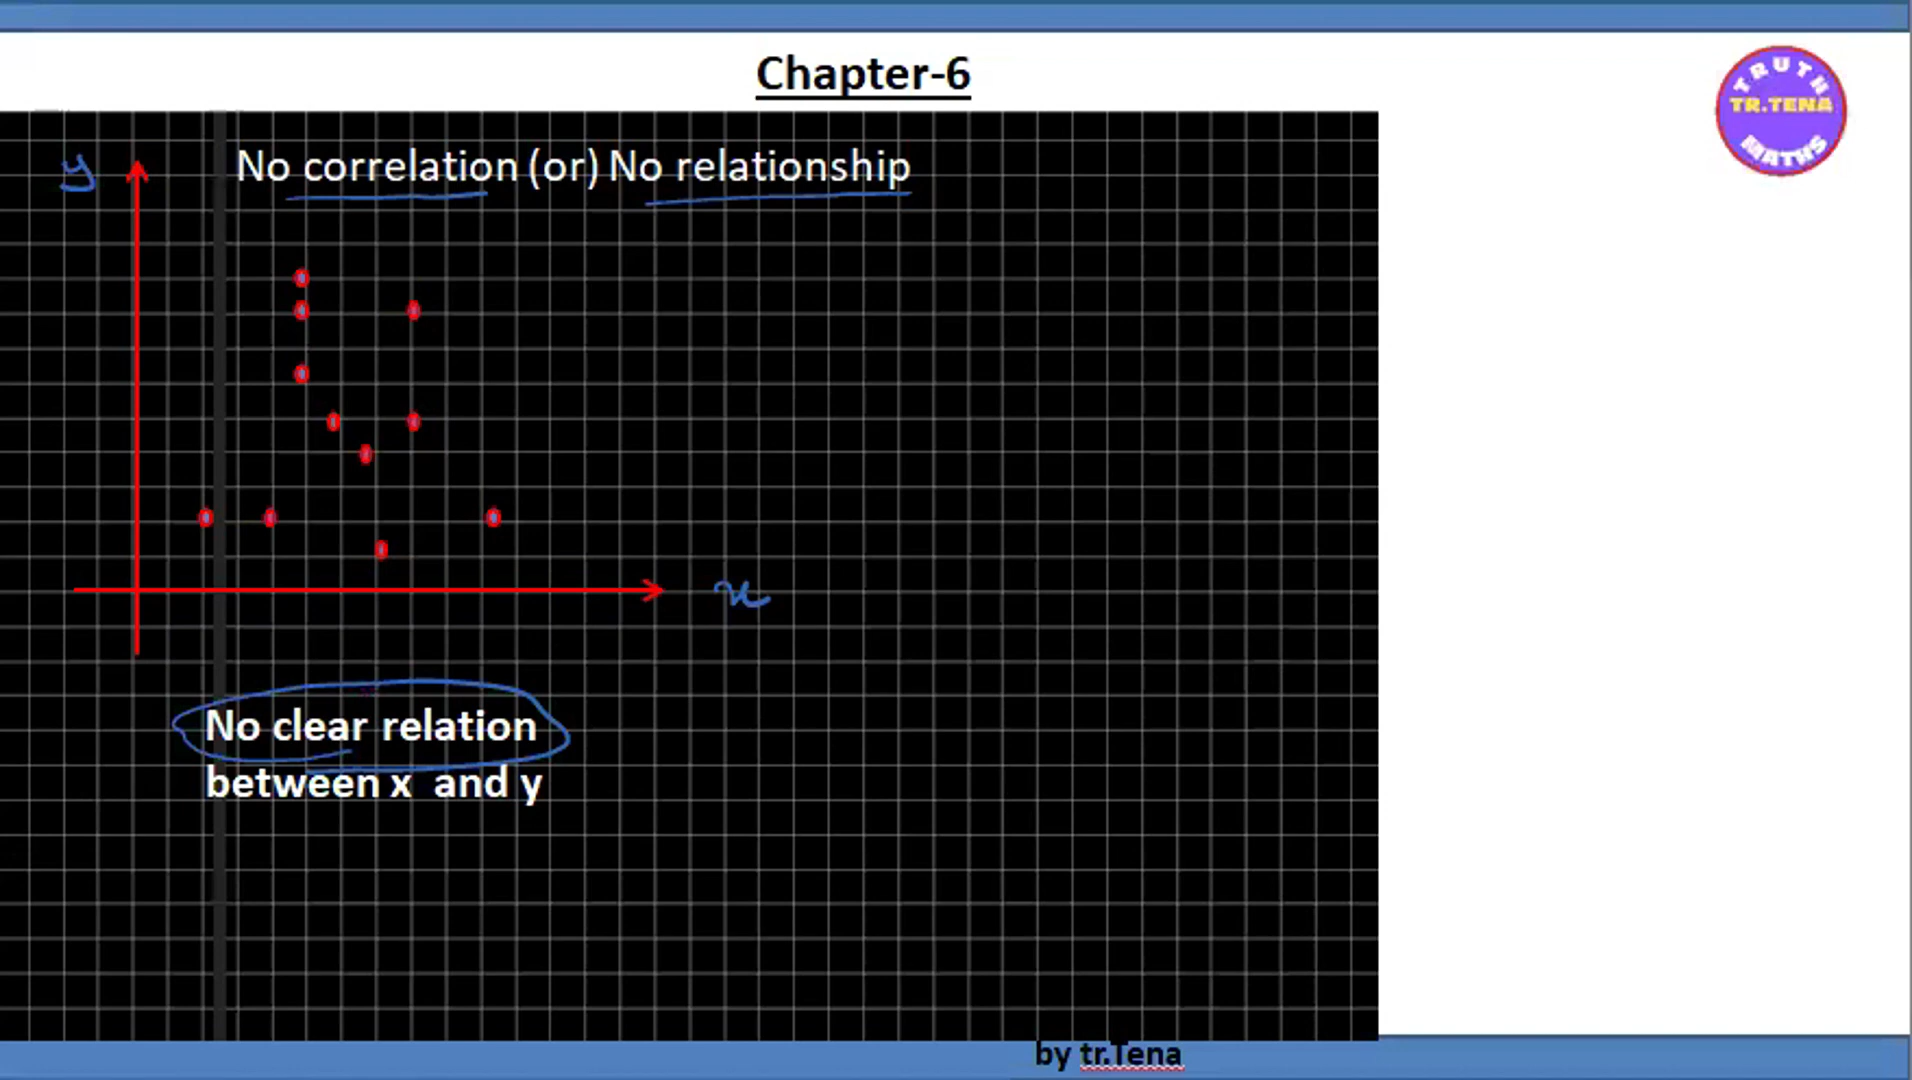 Chapter-6
TRUTH
TR.TENA
MATHS
y
No correlation (or) No relationship
x
No clear relation
between x and y
by tr.Tena